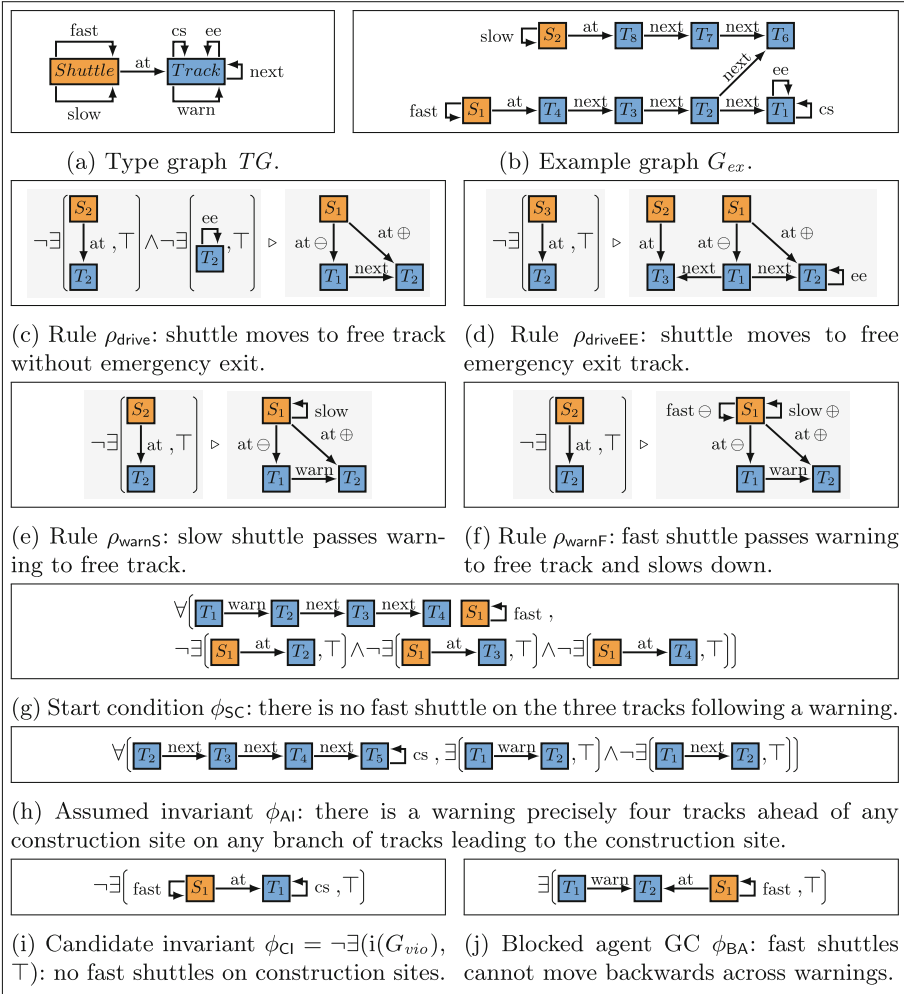 fast
cs ee
Shuttle at Track next
slow warn
(a) Type graph TG.
slow S2 at T8 next T7 next T6
next
ee
fast S1 at T4 next T3 next T2 next T1 cs
(b) Example graph Gex.
¬∃( S2 at T2 , ⊤ ) ∧ ¬∃( ee T2 , ⊤ ) ▷ S1 at ⊖ at ⊕ T1 next T2
(c) Rule ρdrive: shuttle moves to free track
without emergency exit.
¬∃( S3 at T2 , ⊤ ) ▷ S2 S1 at at ⊖ at ⊕ T3 next T1 next T2 ee
(d) Rule ρdriveEE: shuttle moves to free
emergency exit track.
¬∃( S2 at T2 , ⊤ ) ▷ S1 slow at ⊖ at ⊕ T1 warn T2
(e) Rule ρwarnS: slow shuttle passes warn-
ing to free track.
¬∃( S2 at T2 , ⊤ ) ▷ fast ⊖ S1 slow ⊕ at ⊖ at ⊕ T1 warn T2
(f) Rule ρwarnF: fast shuttle passes warning
to free track and slows down.
∀( T1 warn T2 next T3 next T4 S1 fast ,
¬∃( S1 at T2 , ⊤ ) ∧ ¬∃( S1 at T3 , ⊤ ) ∧ ¬∃( S1 at T4 , ⊤ ))
(g) Start condition ϕSC: there is no fast shuttle on the three tracks following a warning.
∀( T2 next T3 next T4 next T5 cs , ∃( T1 warn T2 , ⊤ ) ∧ ¬∃( T1 next T2 , ⊤ ))
(h) Assumed invariant ϕAI: there is a warning precisely four tracks ahead of any
construction site on any branch of tracks leading to the construction site.
¬∃( fast S1 at T1 cs , ⊤ )
(i) Candidate invariant ϕCI = ¬∃(i(Gvio),
⊤): no fast shuttles on construction sites.
∃( T1 warn T2 at S1 fast , ⊤ )
(j) Blocked agent GC ϕBA: fast shuttles
cannot move backwards across warnings.